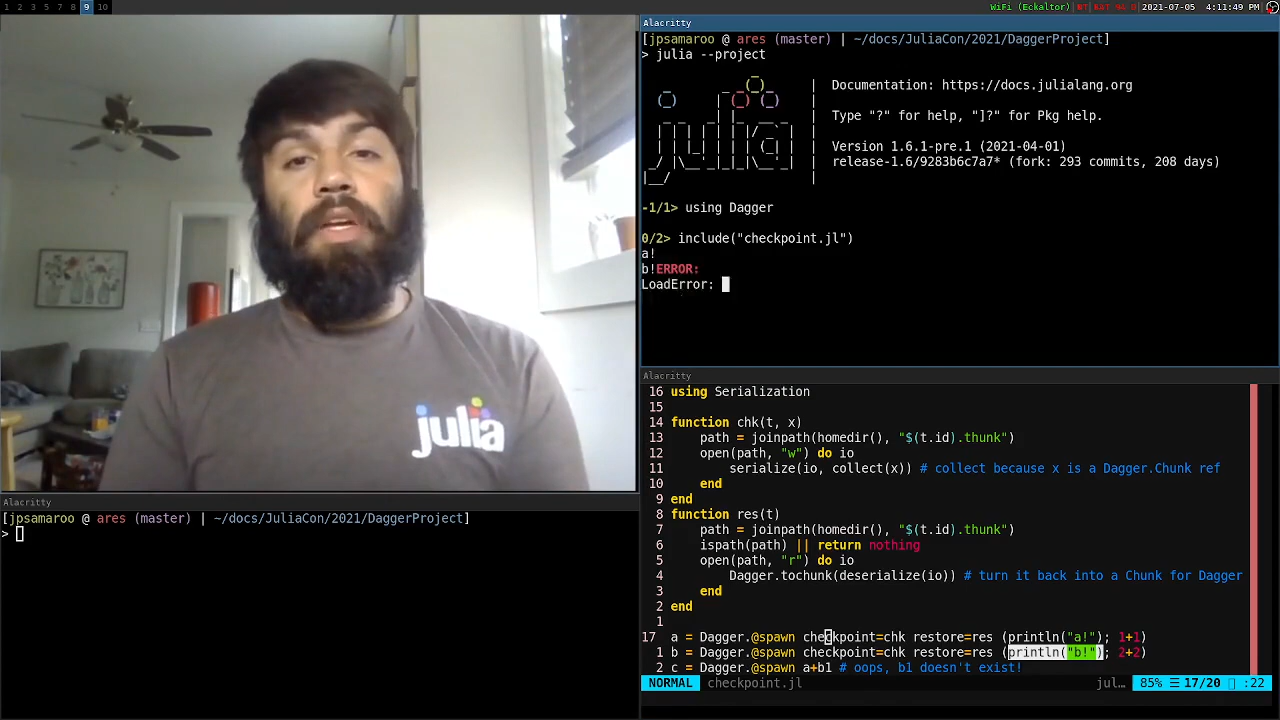 1 2 3 4 5 7 8 9 10
WiFi (Eckaltor) 2021-07-05 4:11:49 PM
julia
Alacritty
[jpsamaroo @ ares (master) | ~/docs/JuliaCon/2021/DaggerProject]
>
Alacritty
[jpsamaroo @ ares (master) | ~/docs/JuliaCon/2021/DaggerProject]
> julia --project
Documentation: https://docs.julialang.org
Type "?" for help, "]?" for Pkg help.
Version 1.6.1-pre.1 (2021-04-01)
release-1.6/9283b6c7a7* (fork: 293 commits, 208 days)
-1/1> using Dagger
0/2> include("checkpoint.jl")
a!
b!ERROR:
LoadError:
Alacritty
16 using Serialization
15
14 function chk(t, x)
13 path = joinpath(homedir(), "$(t.id).thunk")
12 open(path, "w") do io
11 serialize(io, collect(x)) # collect because x is a Dagger.Chunk ref
10 end
9 end
8 function res(t)
7 path = joinpath(homedir(), "$(t.id).thunk")
6 ispath(path) || return nothing
5 open(path, "r") do io
4 Dagger.tochunk(deserialize(io)) # turn it back into a Chunk for Dagger
3 end
2 end
1
17 a = Dagger.@spawn checkpoint=chk restore=res (println("a!"); 1+1)
1 b = Dagger.@spawn checkpoint=chk restore=res (println("b!"); 2+2)
2 c = Dagger.@spawn a+b1 # oops, b1 doesn't exist!
NORMAL checkpoint.jl jul… 85% ☰ 17/20 :22